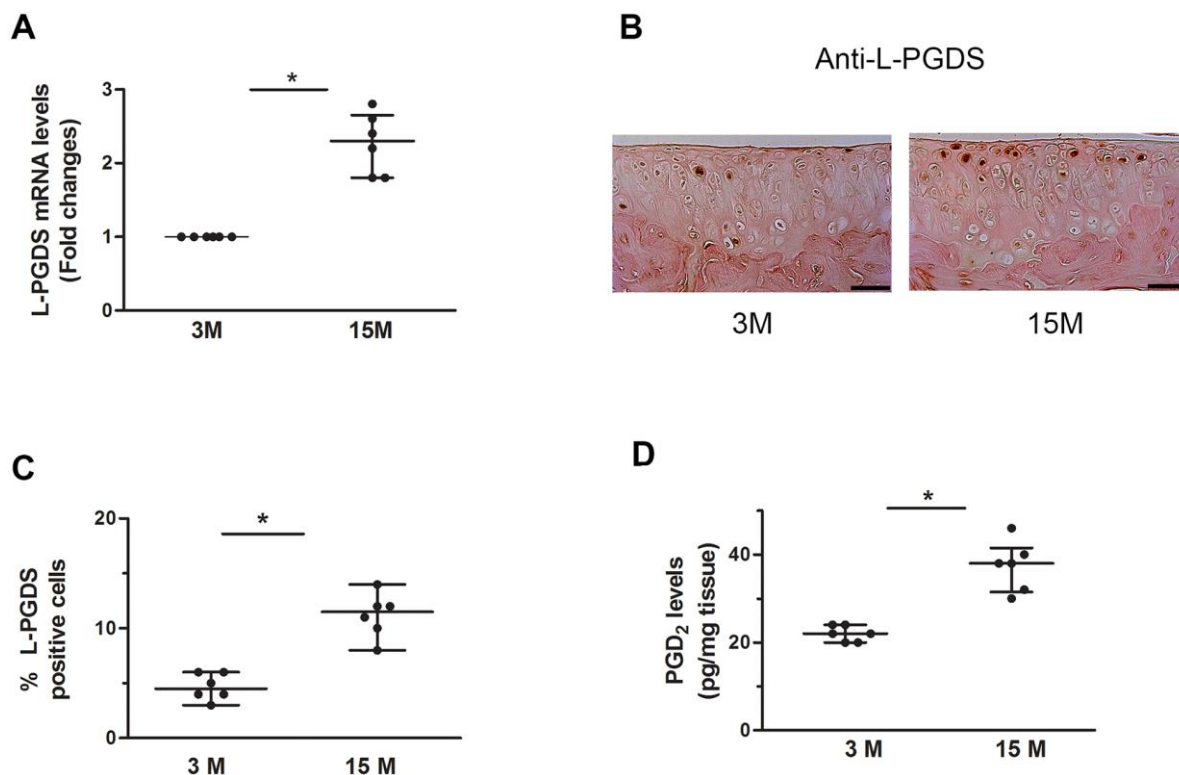 A
L-PGDS mRNA levels
(Fold changes)
3
2
1
0
*
3M
15M
B
Anti-L-PGDS
3M
15M
C
% L-PGDS
positive cells
20
10
0
*
3 M
15 M
D
PGD₂ levels
(pg/mg tissue)
40
20
0
*
3 M
15 M